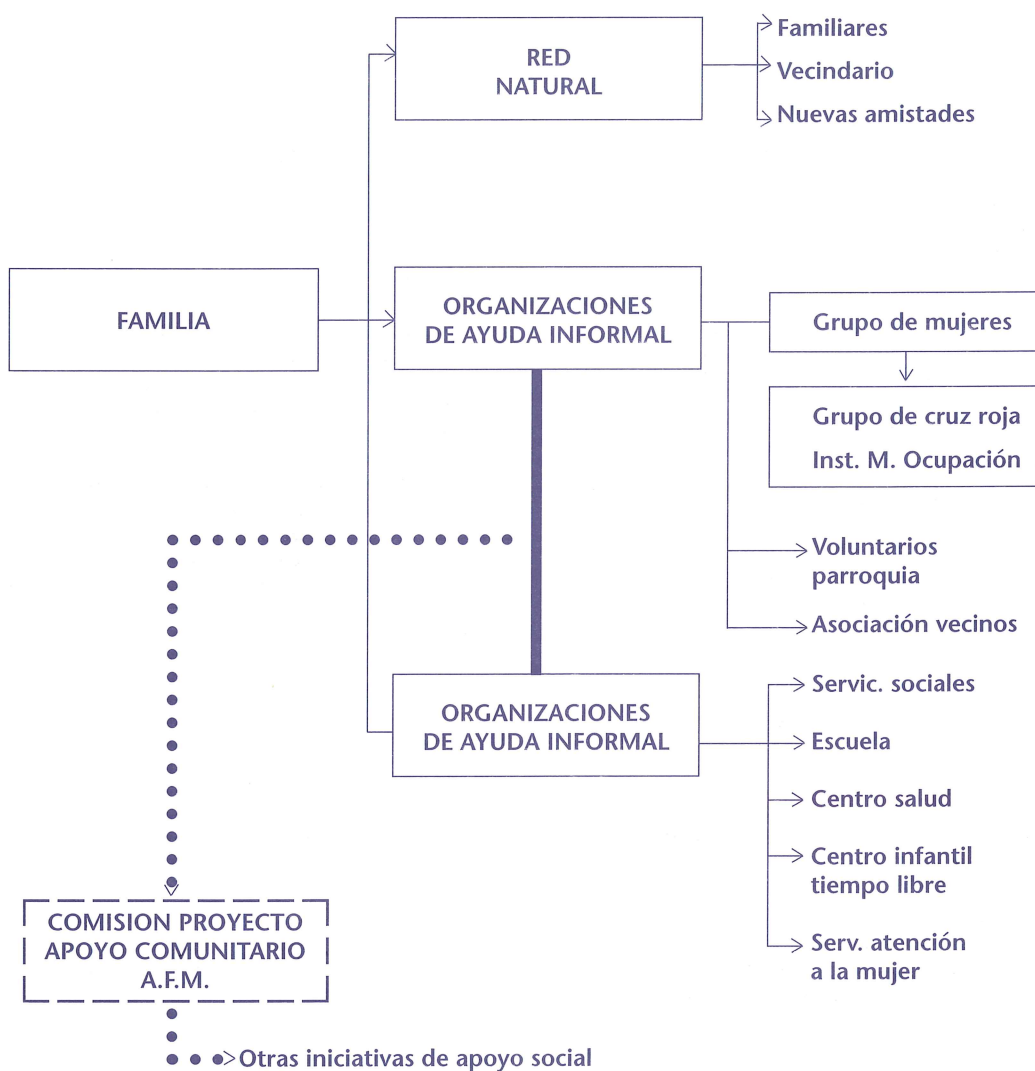 RED
NATURAL
Familiares
Vecindario
Nuevas amistades
FAMILIA
ORGANIZACIONES
DE AYUDA INFORMAL
Grupo de mujeres
Grupo de cruz roja
Inst. M. Ocupación
Voluntarios
parroquia
Asociación vecinos
ORGANIZACIONES
DE AYUDA INFORMAL
Servic. sociales
Escuela
Centro salud
Centro infantil
tiempo libre
Serv. atención
a la mujer
COMISION PROYECTO
APOYO COMUNITARIO
A.F.M.
Otras iniciativas de apoyo social